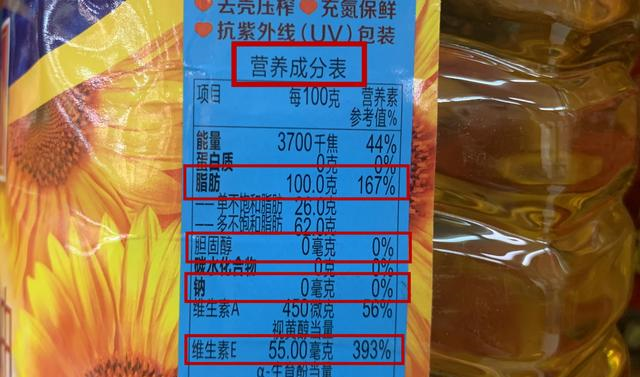 去壳压榨 充氮保鲜
抗紫外线(UV)包装
营养成分表
项目 每100克 营养素参考值%
能量 3700千焦 44%
蛋白质 0克 0%
脂肪 100.0克 167%
——单不饱和脂肪 26.0克
——多不饱和脂肪 62.0克
胆固醇 0毫克 0%
碳水化合物 0克 0%
钠 0毫克 0%
维生素A 450微克 56%
视黄醇当量
维生素E 55.00毫克 393%
α-生育酚当量